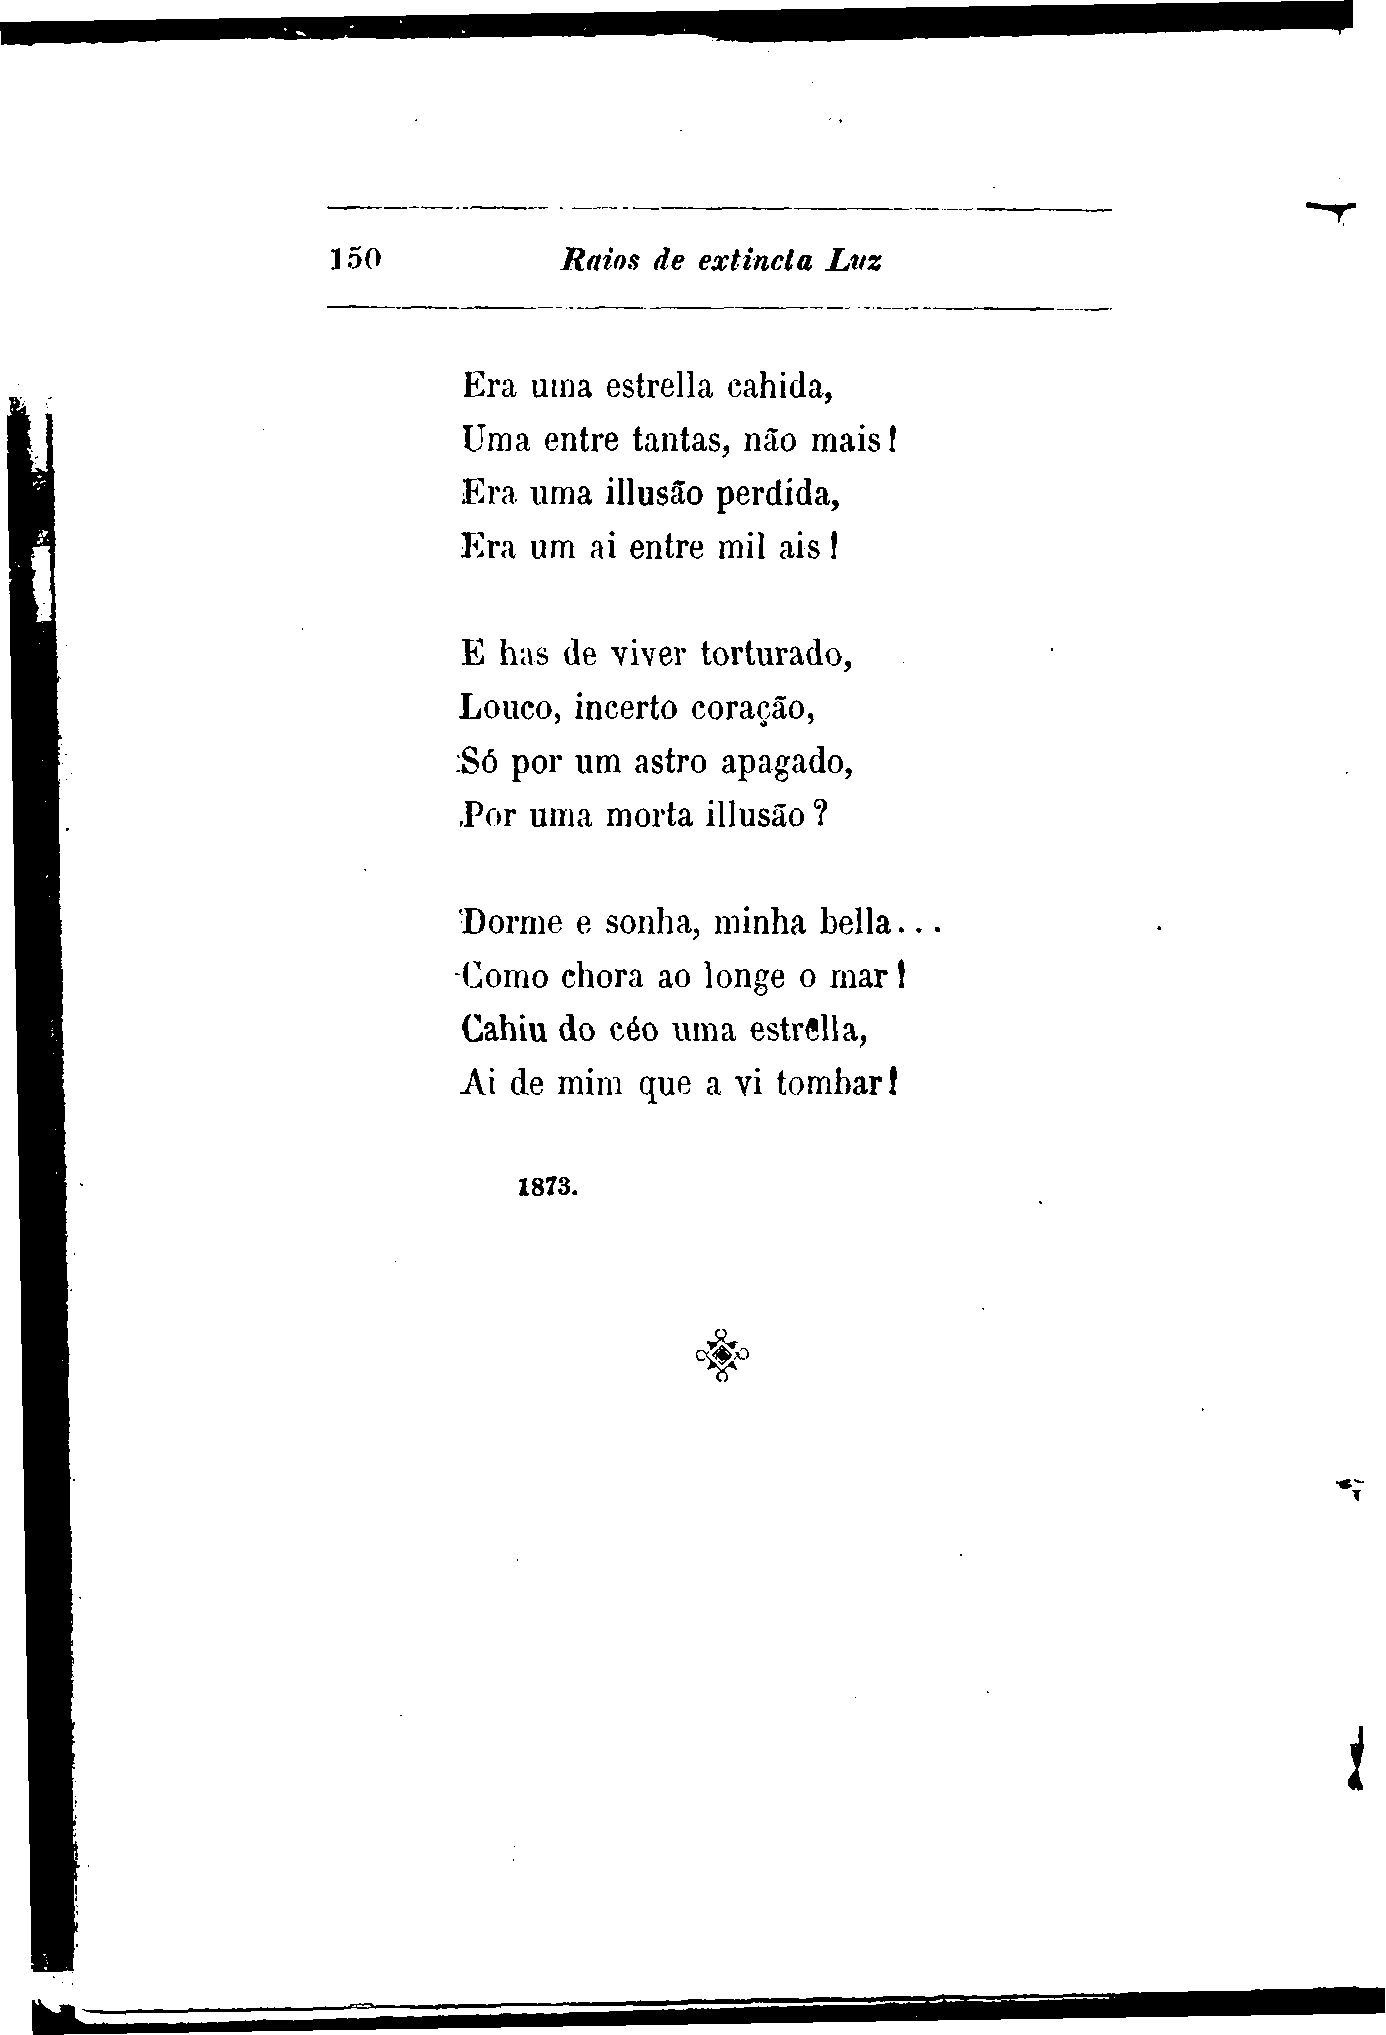 150 Raios de extincta Luz
Era uma estrella cahida,
Uma entre tantas, não mais!
Era uma illusão perdida,
Era um ai entre mil ais!
E has de viver torturado,
Louco, incerto coração,
Só por um astro apagado,
Por uma morta illusão?
Dorme e sonha, minha bella...
Como chora ao longe o mar!
Cahiu do céo uma estrella,
Ai de mim que a vi tombar!
1873.